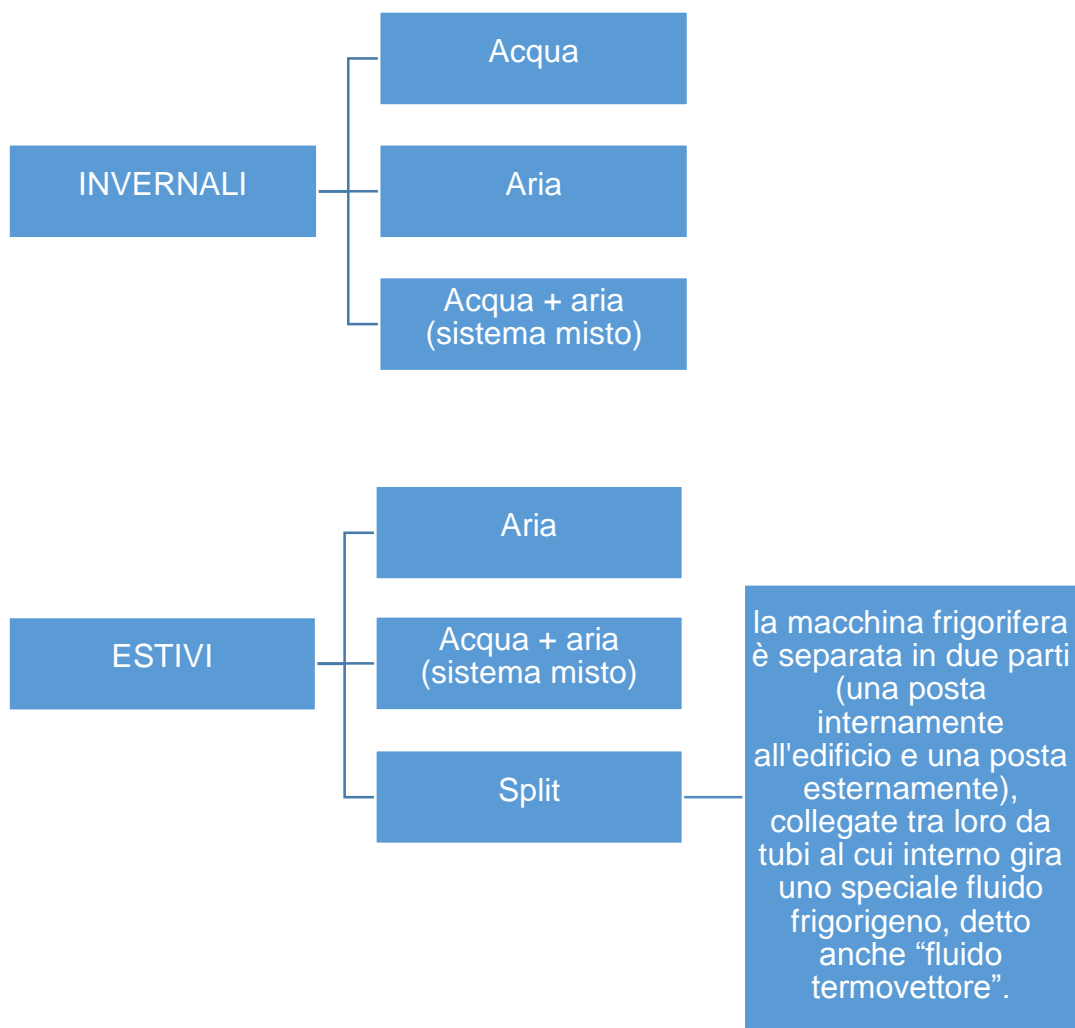 Acqua
INVERNALI
Aria
Acqua + aria
(sistema misto)
Aria
ESTIVI
Acqua + aria
(sistema misto)
Split
la macchina frigorifera
è separata in due parti
(una posta
internamente
all'edificio e una posta
esternamente),
collegate tra loro da
tubi al cui interno gira
uno speciale fluido
frigorigeno, detto
anche “fluido
termovettore”.